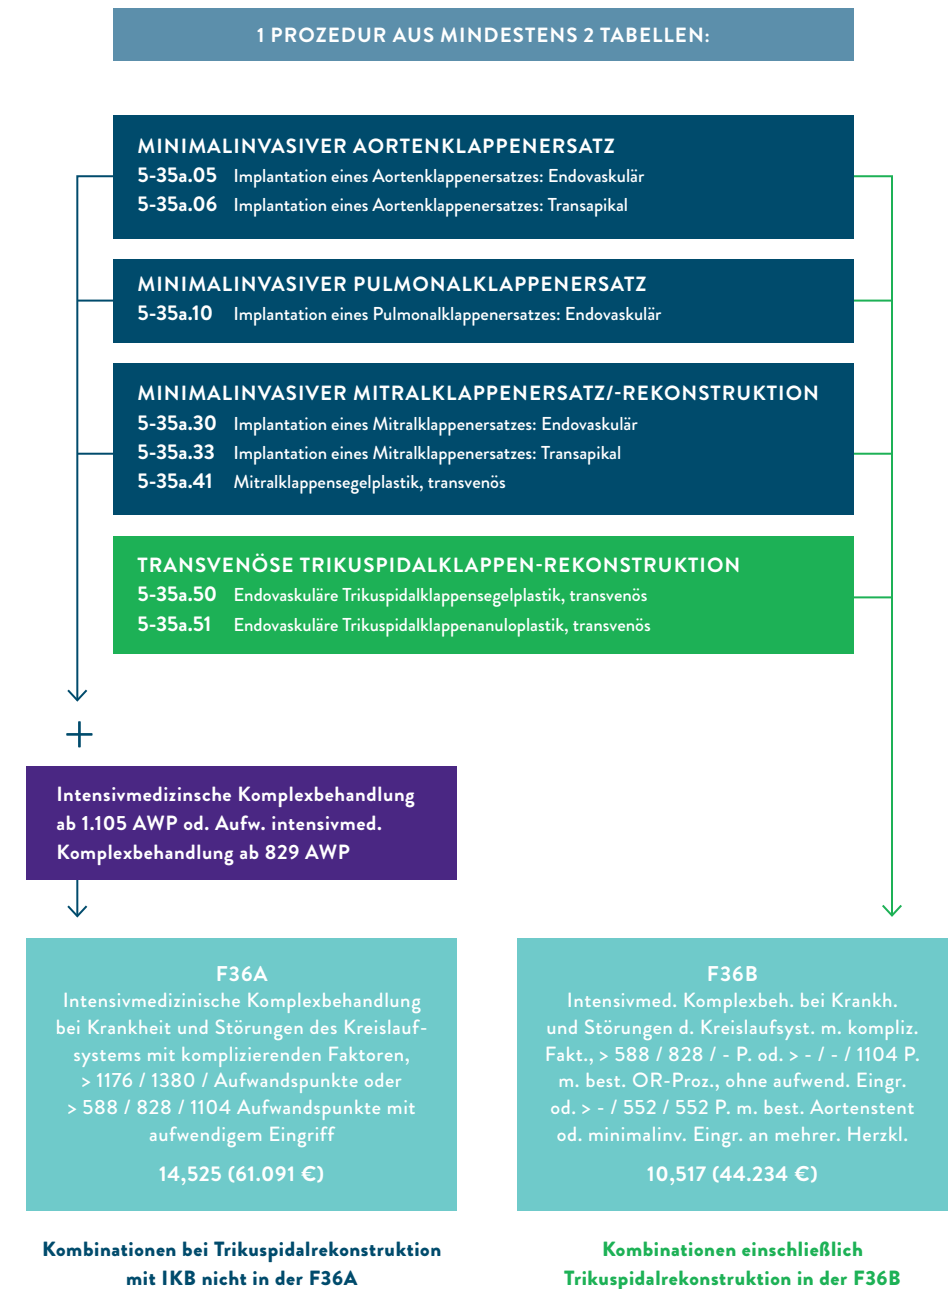 1 PROZEDUR AUS MINDESTENS 2 TABELLEN:
MINIMALINVASIVER AORTENKLAPPENERSATZ
5-35a.05 Implantation eines Aortenklappenersatzes: Endovaskulär
5-35a.06 Implantation eines Aortenklappenersatzes: Transapikal
MINIMALINVASIVER PULMONALKLAPPENERSATZ
5-35a.10 Implantation eines Pulmonalklappenersatzes: Endovaskulär
MINIMALINVASIVER MITRALKLAPPENERSATZ/-REKONSTRUKTION
5-35a.30 Implantation eines Mitralklappenersatzes: Endovaskulär
5-35a.33 Implantation eines Mitralklappenersatzes: Transapikal
5-35a.41 Mitralklappensegelplastik, transvenös
TRANSVENÖSE TRIKUSPIDALKLAPPEN-REKONSTRUKTION
5-35a.50 Endovaskuläre Trikuspidalklappensegelplastik, transvenös
5-35a.51 Endovaskuläre Trikuspidalklappenanuloplastik, transvenös
+
Intensivmedizinsche Komplexbehandlung
ab 1.105 AWP od. Aufw. intensivmed.
Komplexbehandlung ab 829 AWP
F36A
Intensivmedizinische Komplexbehandlung
bei Krankheit und Störungen des Kreislauf-
systems mit komplizierenden Faktoren,
> 1176 / 1380 / Aufwandspunkte oder
> 588 / 828 / 1104 Aufwandspunkte mit
aufwendigem Eingriff
14,525 (61.091 €)
Kombinationen bei Trikuspidalrekonstruktion
mit IKB nicht in der F36A
F36B
Intensivmed. Komplexbeh. bei Krankh.
und Störungen d. Kreislaufsyst. m. kompliz.
Fakt., > 588 / 828 / - P. od. > - / - / 1104 P.
m. best. OR-Proz., ohne aufwend. Eingr.
od. > - / 552 / 552 P. m. best. Aortenstent
od. minimalinv. Eingr. an mehrer. Herzkl.
10,517 (44.234 €)
Kombinationen einschließlich
Trikuspidalrekonstruktion in der F36B